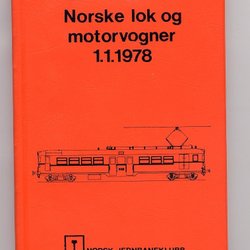 Norske lok og
motorvogner
1.1.1978
NORSK JERNBANEKLUBB